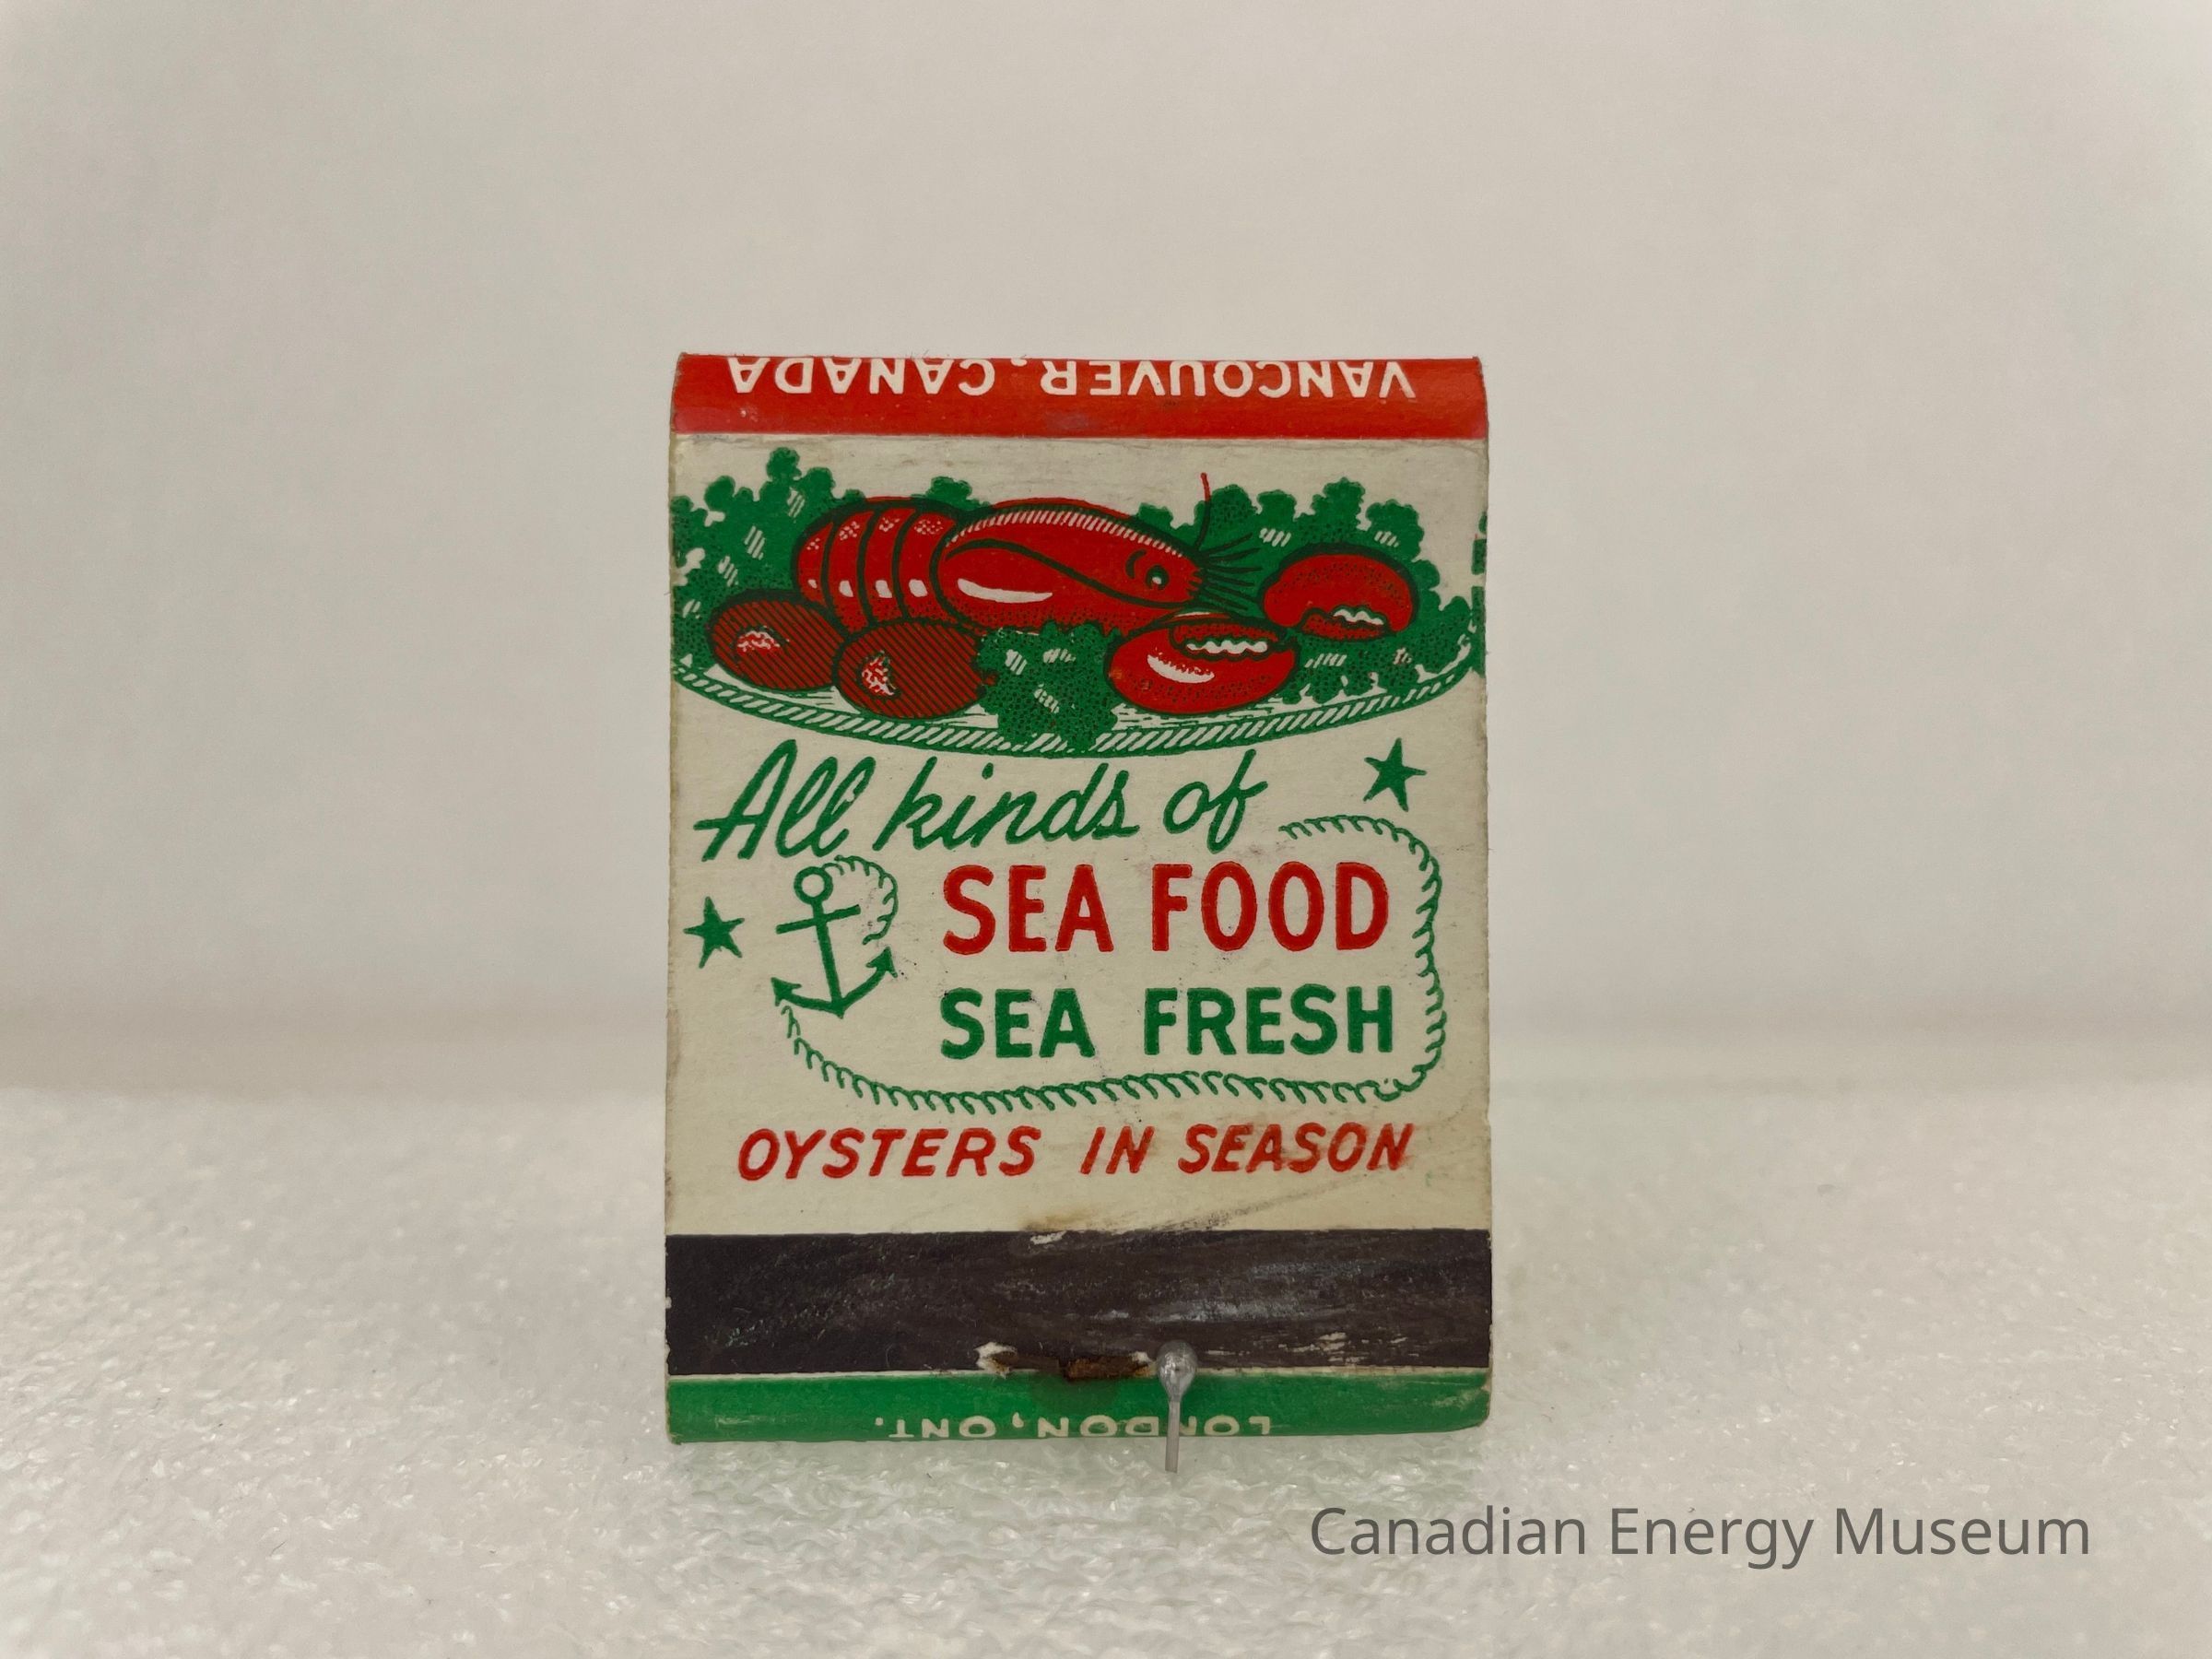 VANCOUVER, CANADA
All kinds of
SEA FOOD
SEA FRESH
OYSTERS IN SEASON
LONDON, ONT.
Canadian Energy Museum